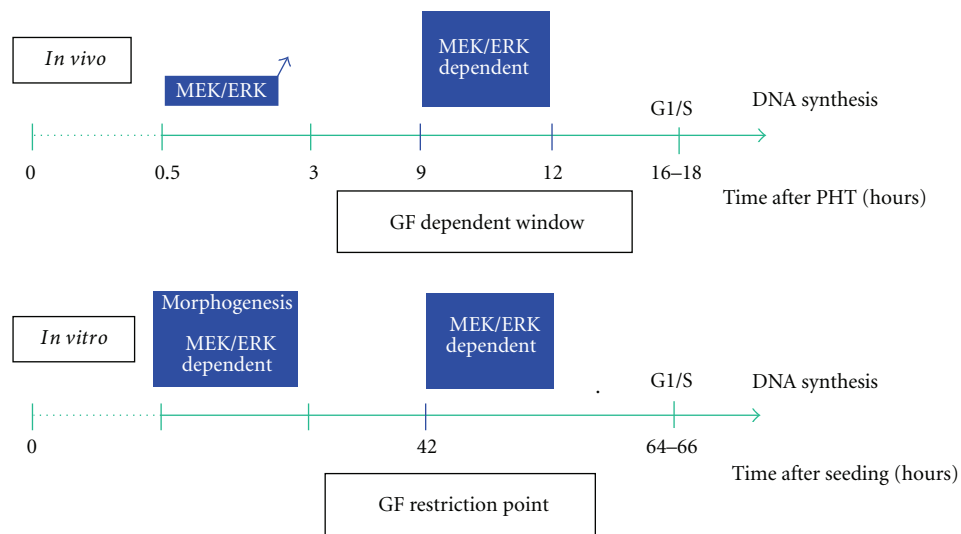 In vivo
MEK/ERK
MEK/ERK
dependent
G1/S
DNA synthesis
0
0.5
3
9
12
16–18
Time after PHT (hours)
GF dependent window
In vitro
Morphogenesis
MEK/ERK
dependent
MEK/ERK
dependent
G1/S
DNA synthesis
0
42
64–66
Time after seeding (hours)
GF restriction point